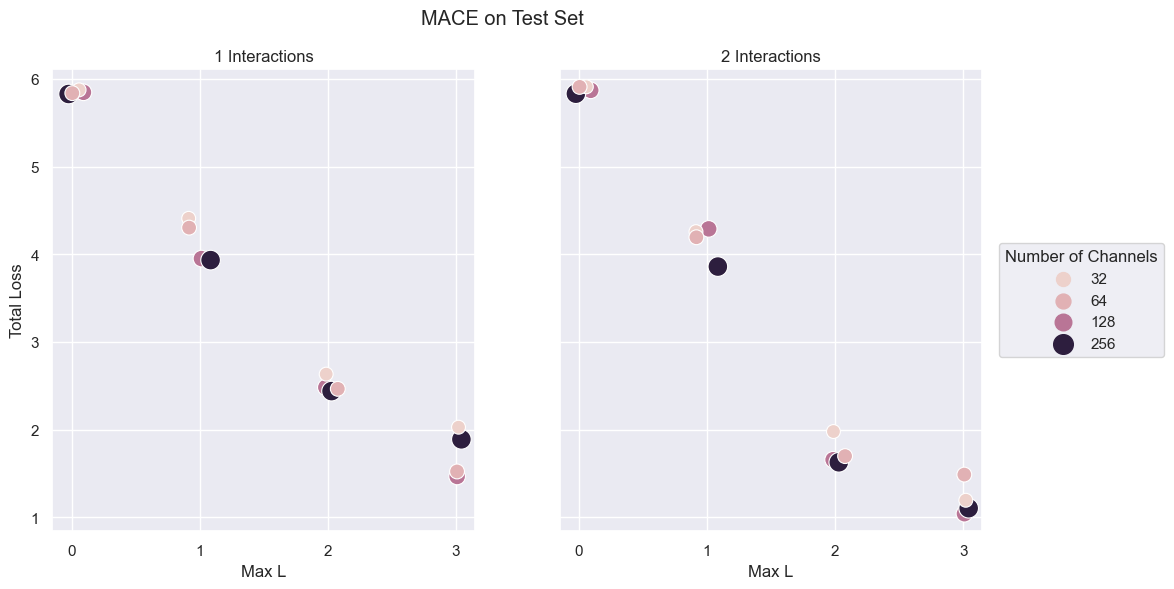 MACE on Test Set
1 Interactions
2 Interactions
6
5
4
3
2
1
Total Loss
0 1 2 3
0 1 2 3
Max L
Max L
Number of Channels
32
64
128
256